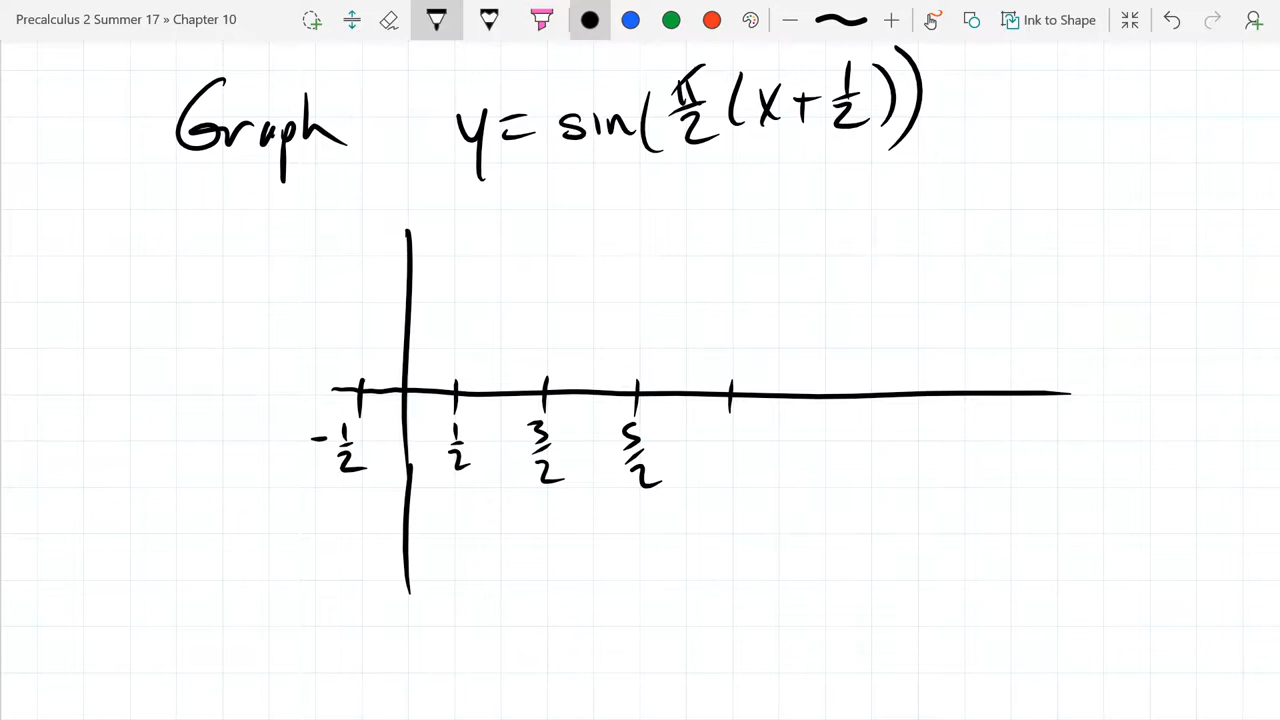 Precalculus 2 Summer 17 » Chapter 10
Ink to Shape
Graph y = sin(π/2(x + 1/2))
-1/2 1/2 3/2 5/2